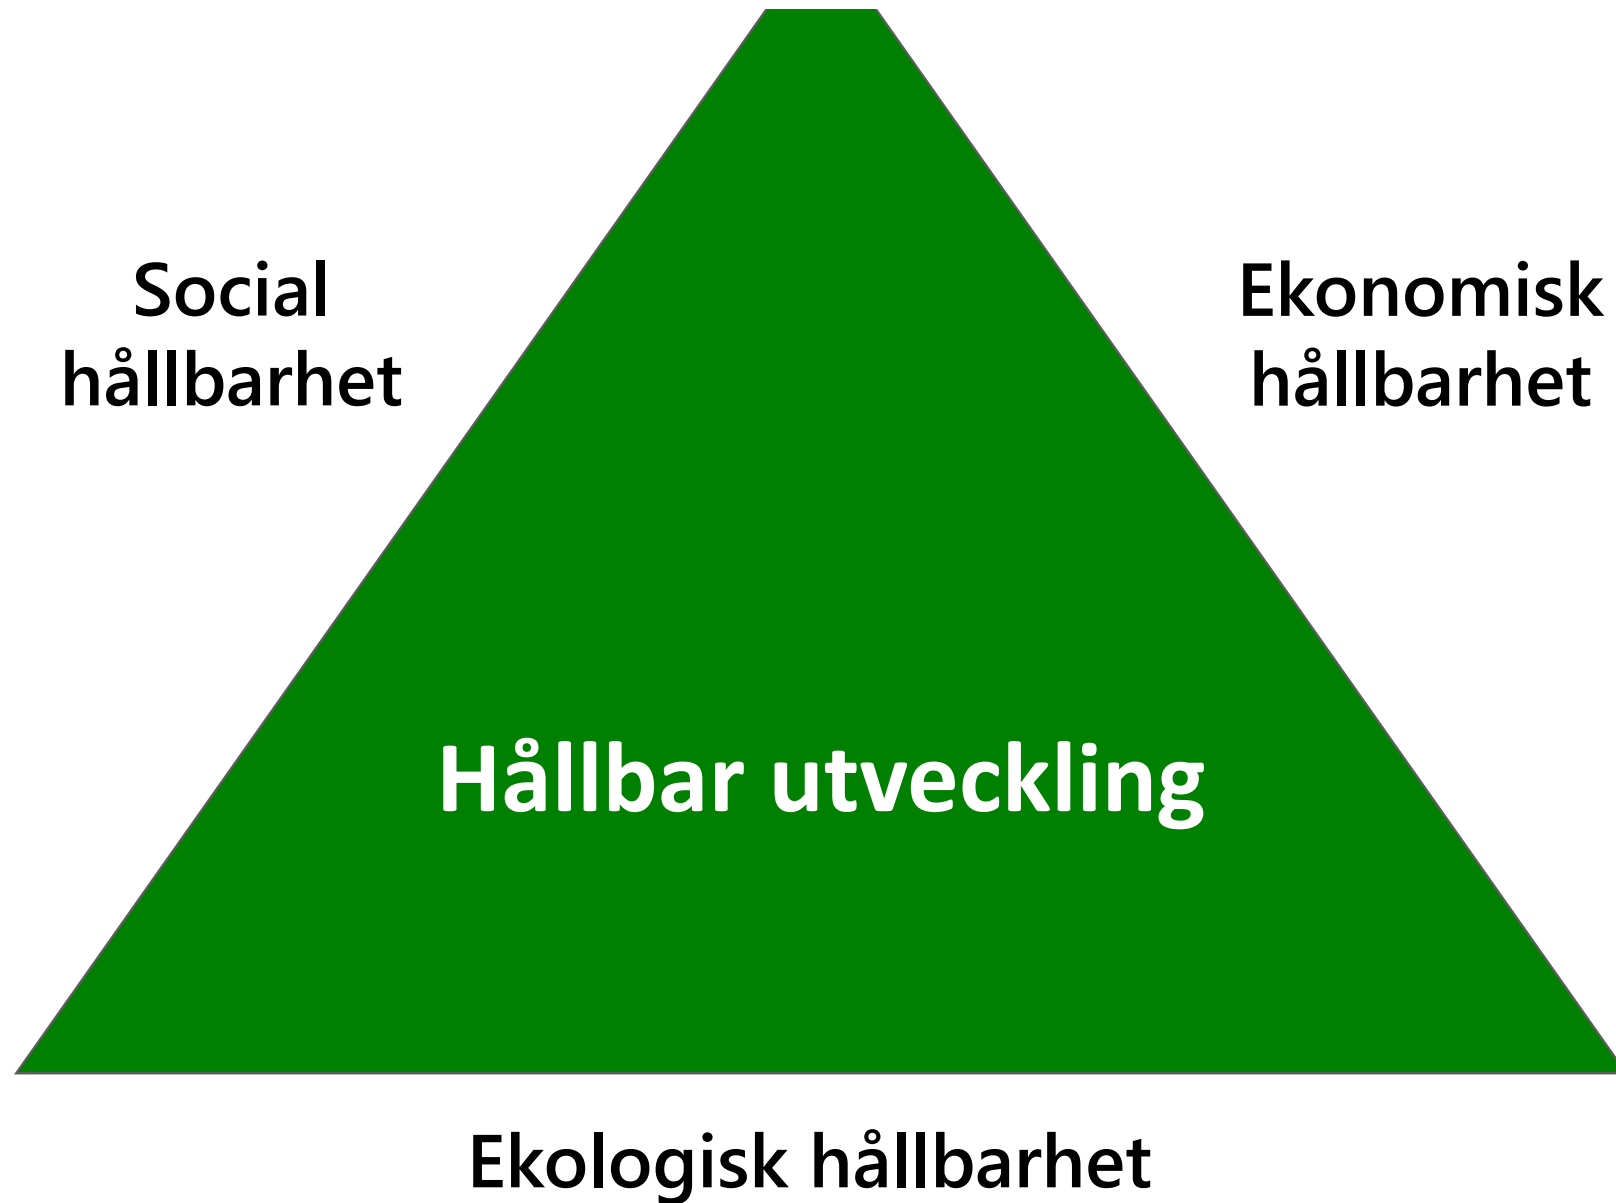 Social
hållbarhet
Ekonomisk
hållbarhet
Hållbar utveckling
Ekologisk hållbarhet